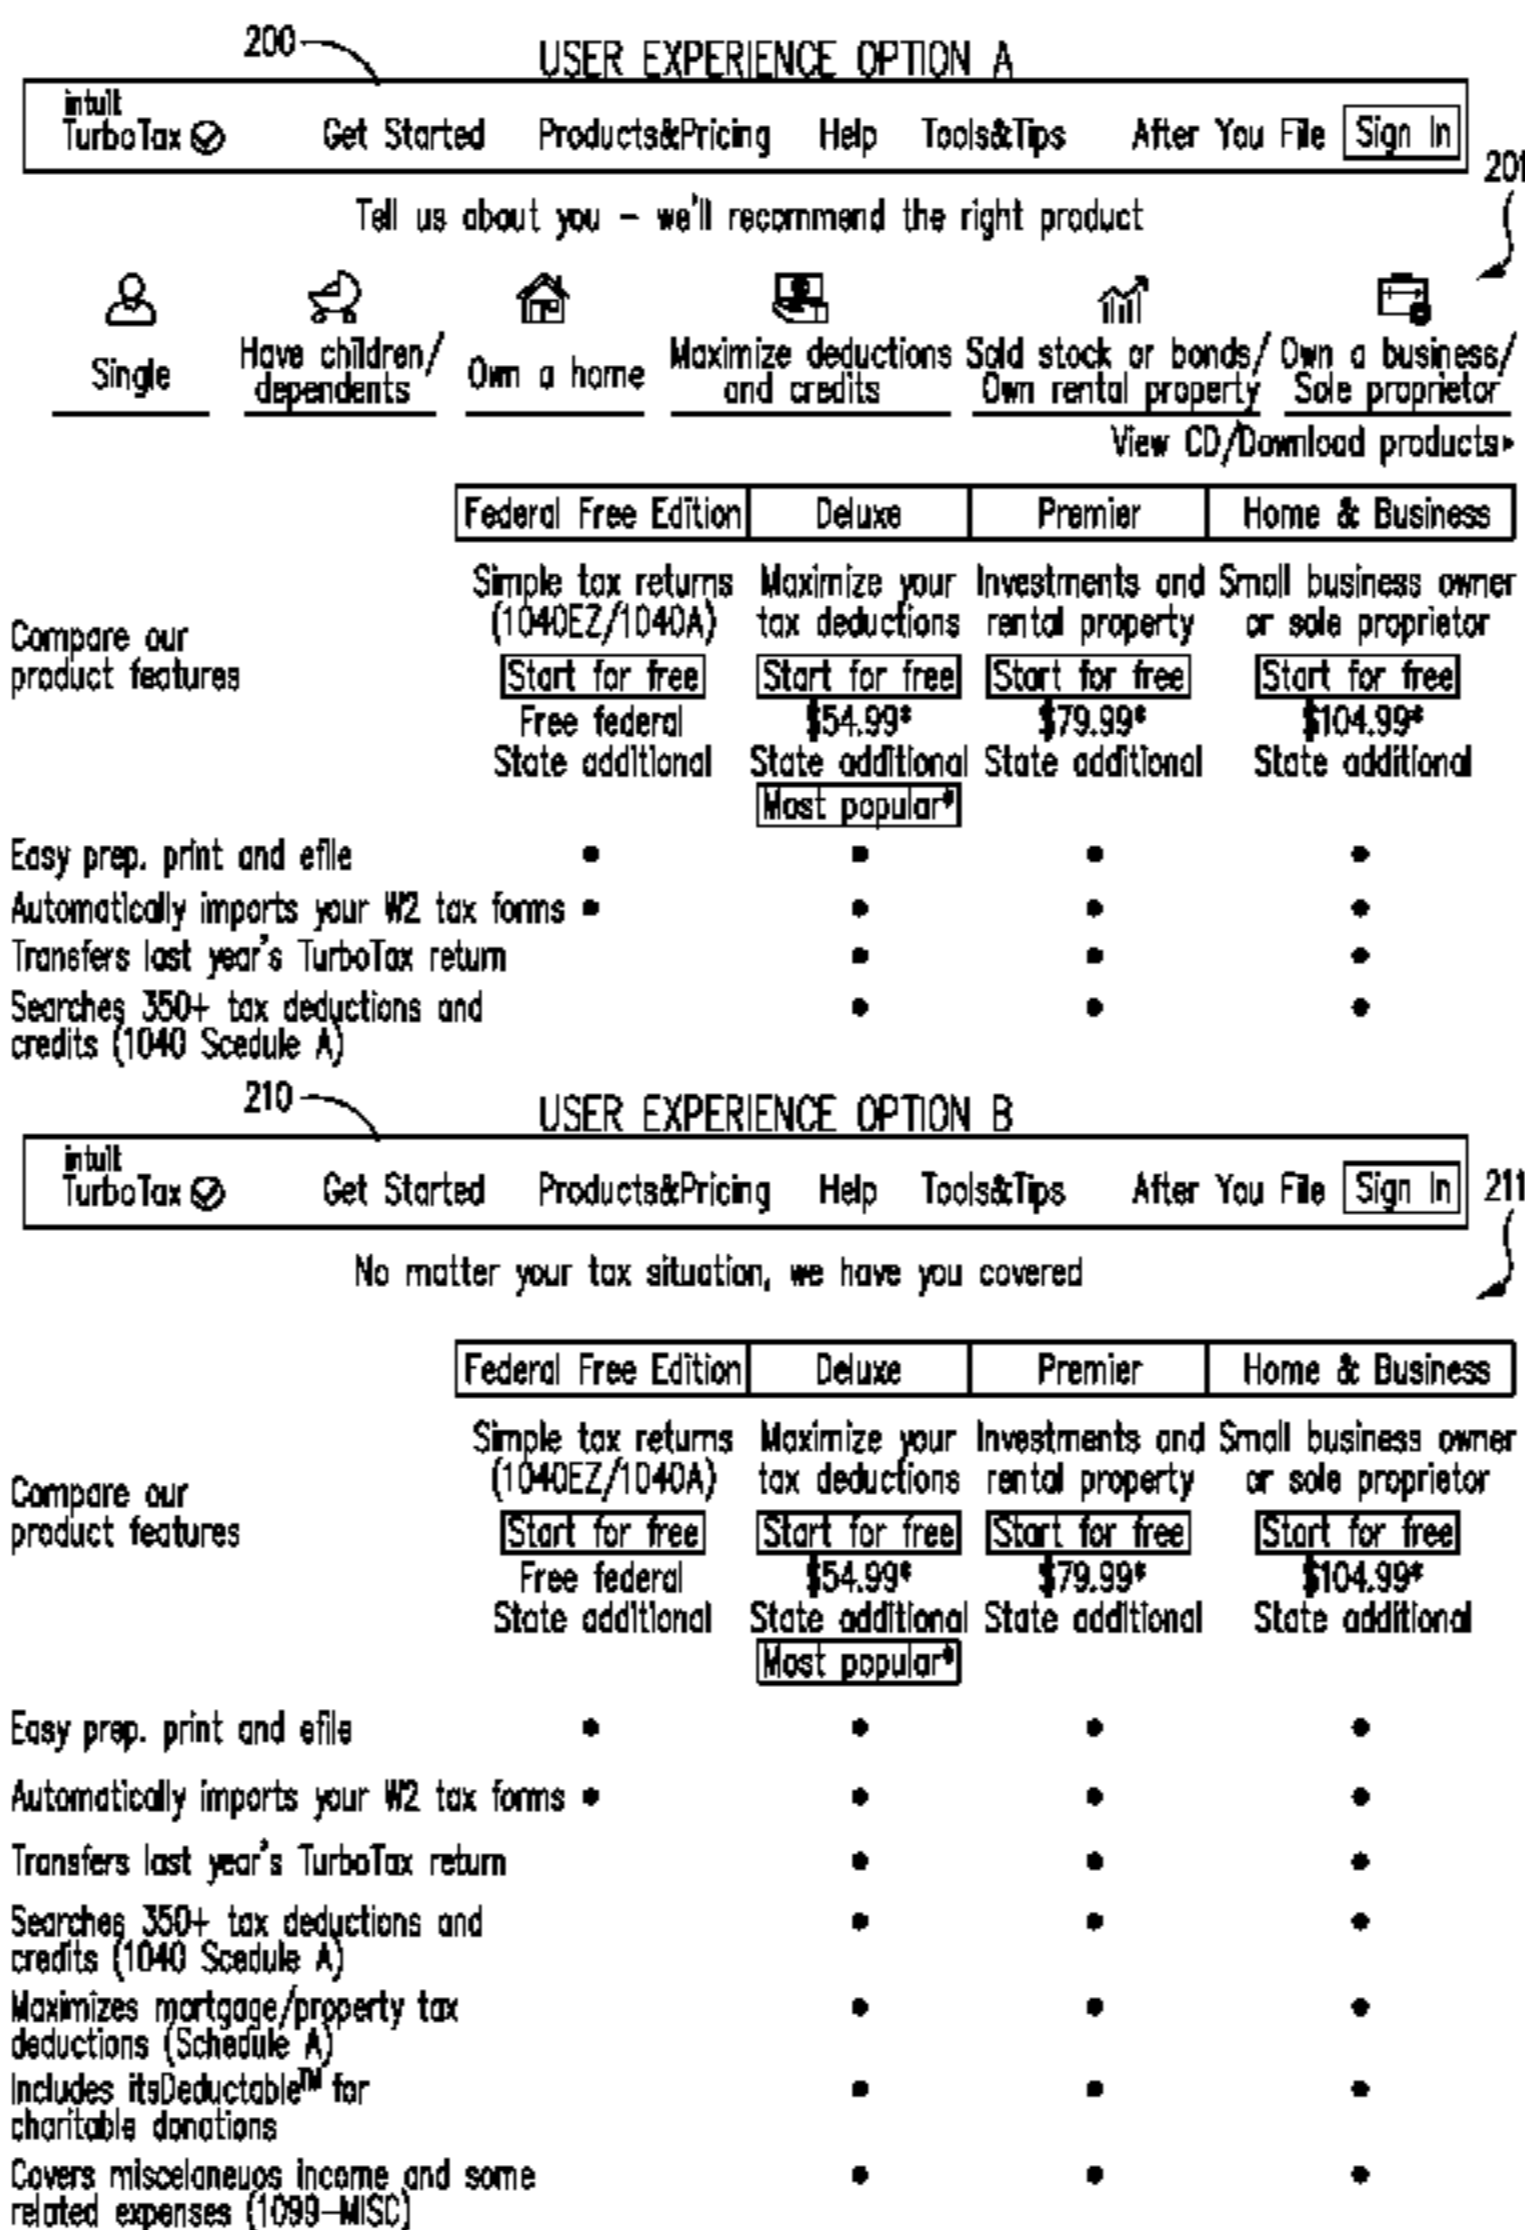 200
USER EXPERIENCE OPTION A
intuit
TurboTax Get Started Products&Pricing Help Tools&Tips After You File Sign In
201
Tell us about you – we'll recommend the right product
Single
Have children/
dependents
Own a home
Maximize deductions
and credits
Sold stock or bonds/
Own rental property
Own a business/
Sole proprietor
View CD/Download products
Federal Free Edition Deluxe Premier Home & Business
Compare our
product features
Simple tax returns
(1040EZ/1040A)
Start for free
Free federal
State additional
Maximize your
tax deductions
Start for free
$54.99*
State additional
Most popular*
Investments and
rental property
Start for free
$79.99*
State additional
Small business owner
or sole proprietor
Start for free
$104.99*
State additional
Easy prep. print and efile
Automatically imports your W2 tax forms
Transfers last year's TurboTax return
Searches 350+ tax deductions and
credits (1040 Scedule A)
210
USER EXPERIENCE OPTION B
intuit
TurboTax Get Started Products&Pricing Help Tools&Tips After You File Sign In
211
No matter your tax situation, we have you covered
Federal Free Edition Deluxe Premier Home & Business
Compare our
product features
Simple tax returns
(1040EZ/1040A)
Start for free
Free federal
State additional
Maximize your
tax deductions
Start for free
$54.99*
State additional
Most popular*
Investments and
rental property
Start for free
$79.99*
State additional
Small business owner
or sole proprietor
Start for free
$104.99*
State additional
Easy prep. print and efile
Automatically imports your W2 tax forms
Transfers last year's TurboTax return
Searches 350+ tax deductions and
credits (1040 Scedule A)
Maximizes mortgage/property tax
deductions (Schedule A)
Includes itsDeductable™ for
charitable donations
Covers miscelaneuos income and some
related expenses (1099–MISC)